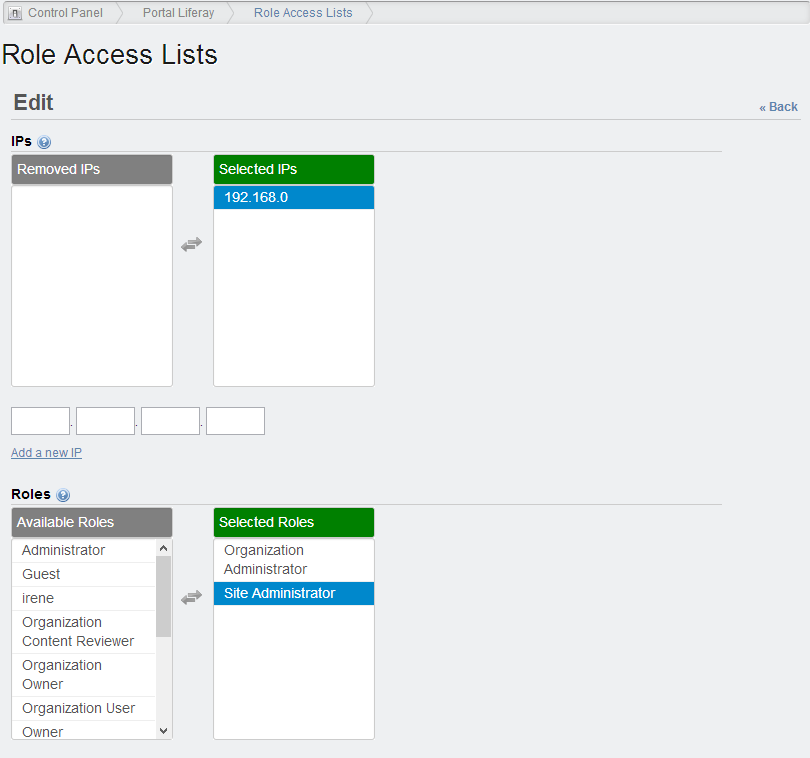 Control Panel Portal Liferay Role Access Lists
Role Access Lists
Edit
« Back
IPs
Removed IPs
Selected IPs
192.168.0
. . .
Add a new IP
Roles
Available Roles
Selected Roles
Administrator
Guest
irene
Organization
Content Reviewer
Organization
Owner
Organization User
Owner
Organization
Administrator
Site Administrator